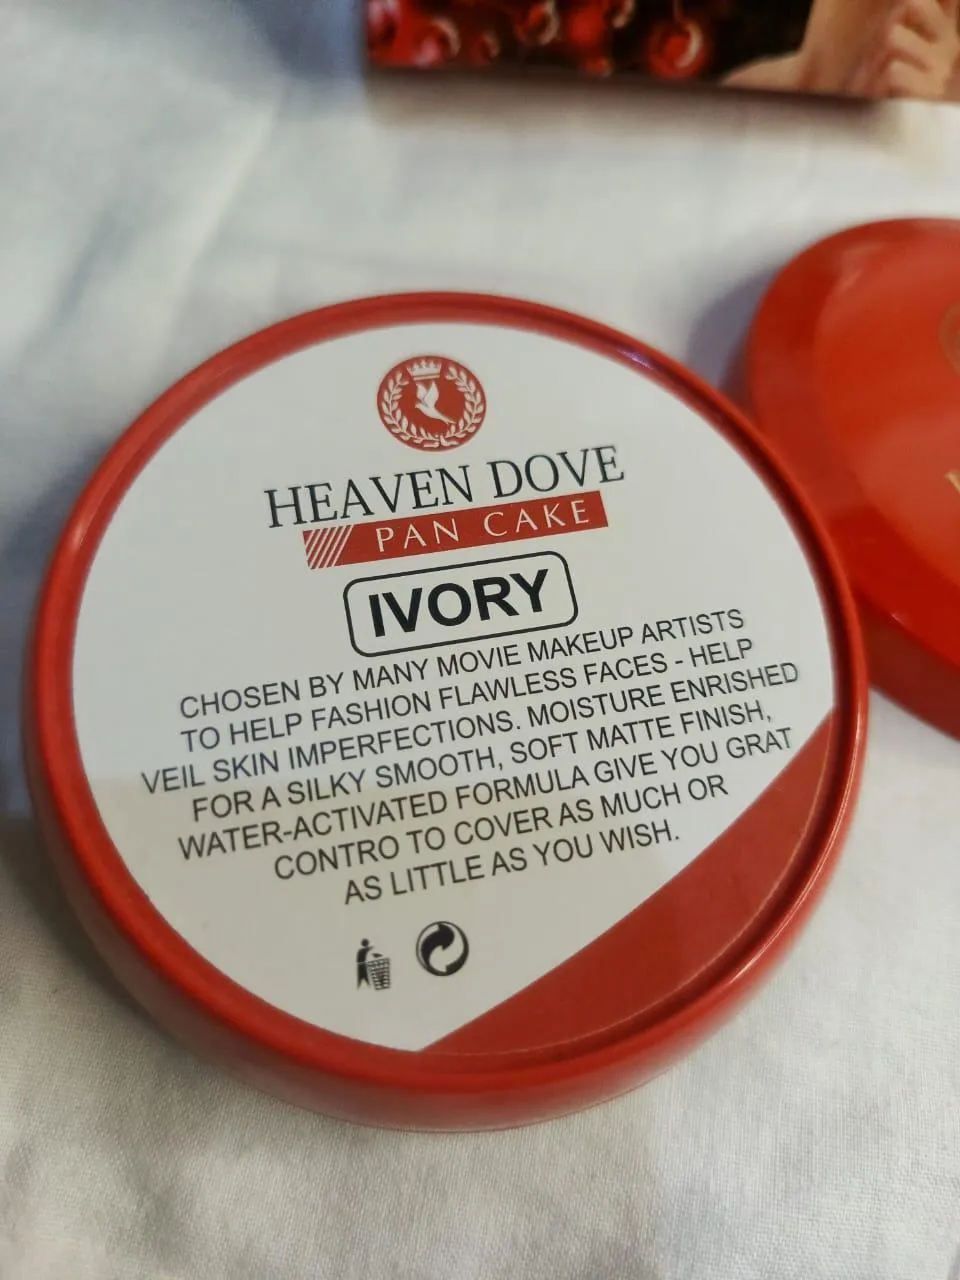 HEAVEN DOVE
PAN CAKE
IVORY
CHOSEN BY MANY MOVIE MAKEUP ARTISTS
TO HELP FASHION FLAWLESS FACES - HELP
VEIL SKIN IMPERFECTIONS. MOISTURE ENRISHED
FOR A SILKY SMOOTH, SOFT MATTE FINISH,
WATER-ACTIVATED FORMULA GIVE YOU GRAT
CONTRO TO COVER AS MUCH OR
AS LITTLE AS YOU WISH.